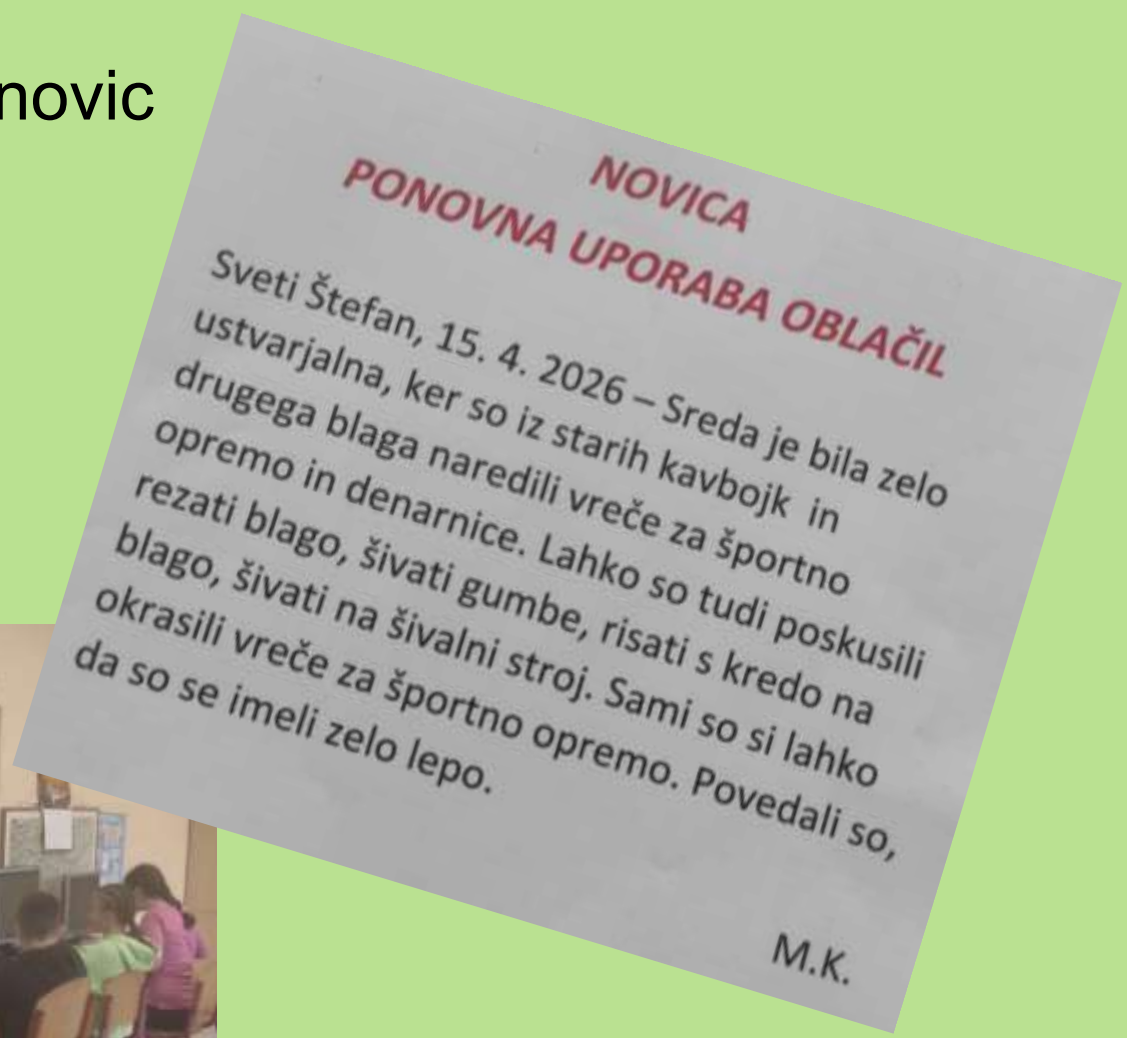 novic
NOVICA
PONOVNA UPORABA OBLAČIL
Sveti Štefan, 15. 4. 2026 – Sreda je bila zelo
ustvarjalna, ker so iz starih kavbojk in
drugega blaga naredili vreče za športno
opremo in denarnice. Lahko so tudi poskusili
rezati blago, šivati gumbe, risati s kredo na
blago, šivati na šivalni stroj. Sami so si lahko
okrasili vreče za športno opremo. Povedali so,
da so se imeli zelo lepo.
M.K.